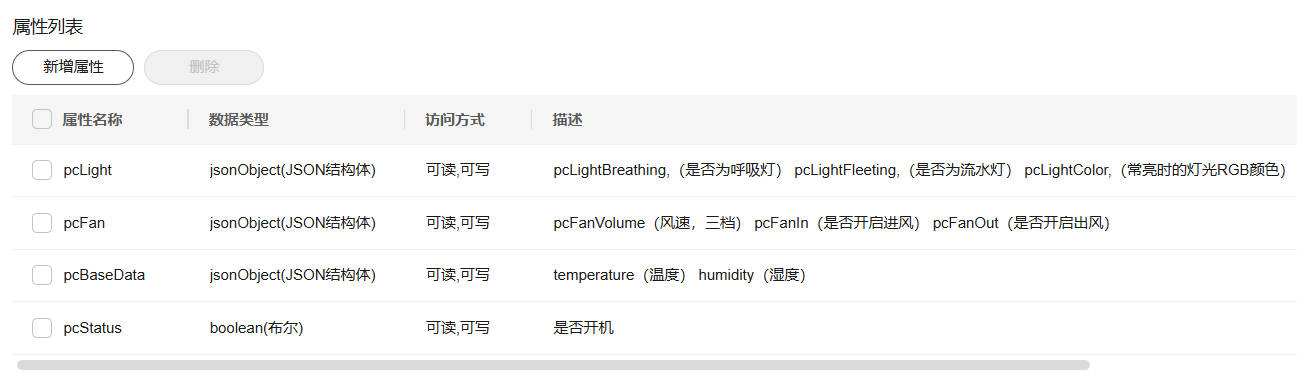 属性列表
新增属性 删除
属性名称 数据类型 访问方式 描述
pcLight jsonObject(JSON结构体) 可读,可写 pcLightBreathing,（是否为呼吸灯） pcLightFleeting,（是否为流水灯） pcLightColor,（常亮时的灯光RGB颜色）
pcFan jsonObject(JSON结构体) 可读,可写 pcFanVolume（风速，三档） pcFanIn（是否开启进风） pcFanOut（是否开启出风）
pcBaseData jsonObject(JSON结构体) 可读,可写 temperature（温度） humidity（湿度）
pcStatus boolean(布尔) 可读,可写 是否开机